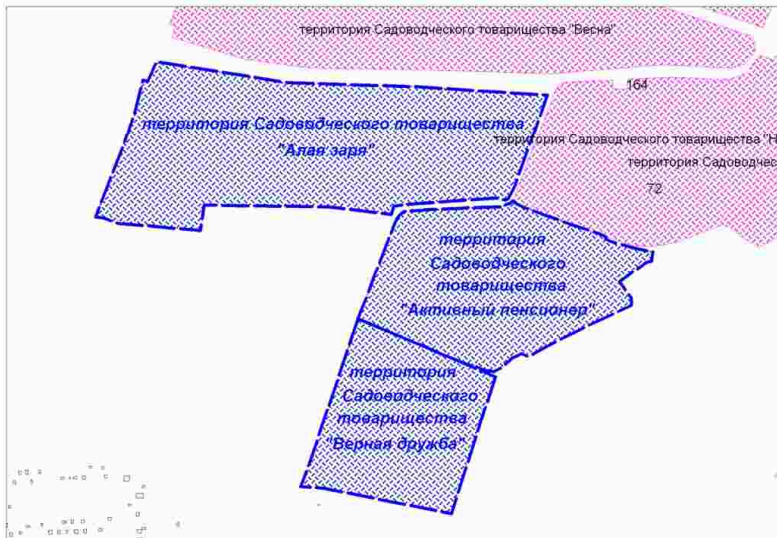 территория Садоводческого товарищества "Весна"
164
территория Садоводческого товарищества
"Алая заря"
территория Садоводческого товарищества "Н
территория Садоводчес
72
территория
Садоводческого
товарищества
"Активный пенсионер"
территория
Садоводческого
товарищества
"Верная дружба"